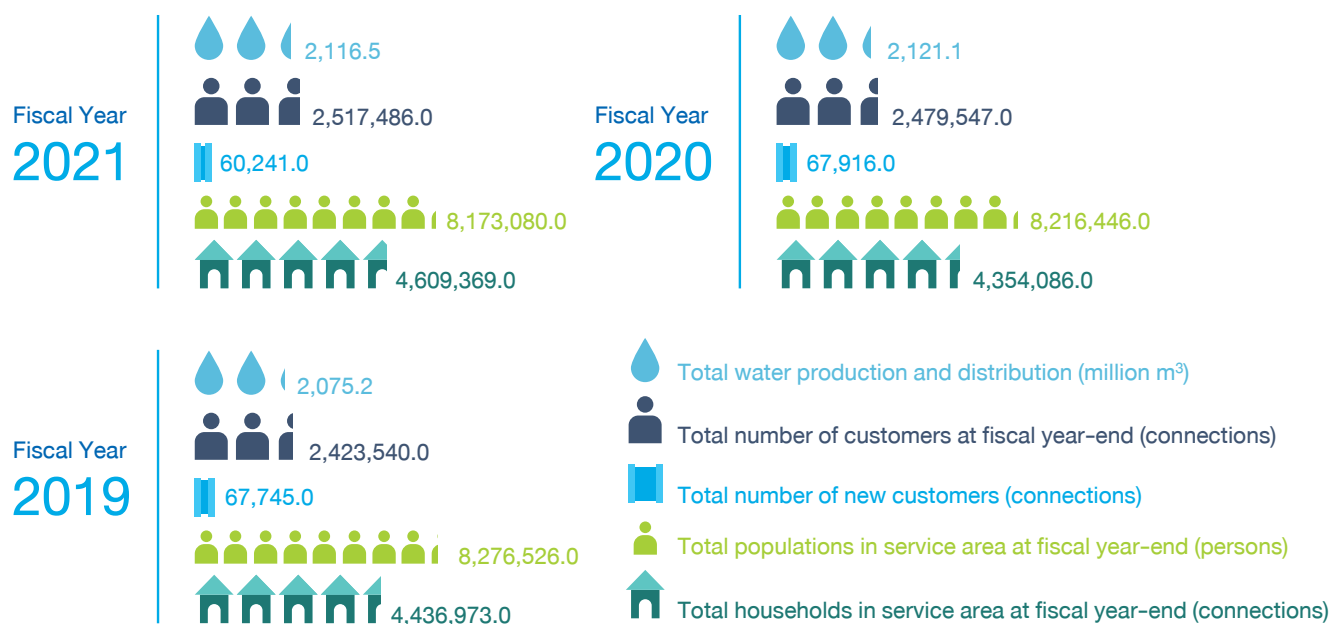 Fiscal Year
2021
2,116.5
2,517,486.0
60,241.0
8,173,080.0
4,609,369.0
Fiscal Year
2020
2,121.1
2,479,547.0
67,916.0
8,216,446.0
4,354,086.0
Fiscal Year
2019
2,075.2
2,423,540.0
67,745.0
8,276,526.0
4,436,973.0
Total water production and distribution (million m³)
Total number of customers at fiscal year-end (connections)
Total number of new customers (connections)
Total populations in service area at fiscal year-end (persons)
Total households in service area at fiscal year-end (connections)